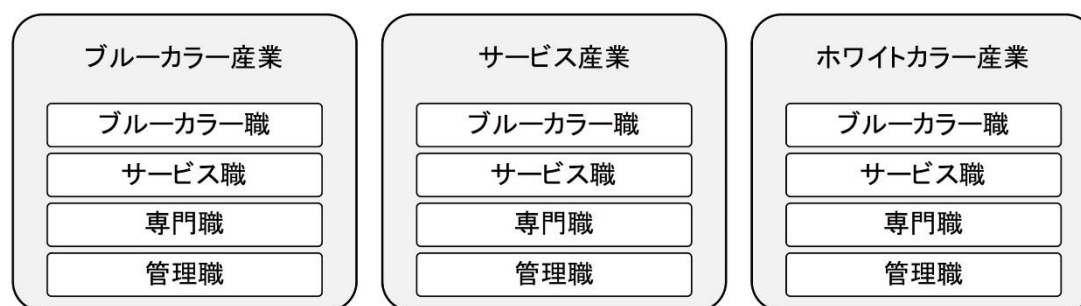 ブルーカラー産業
ブルーカラー職
サービス職
専門職
管理職
サービス産業
ブルーカラー職
サービス職
専門職
管理職
ホワイトカラー産業
ブルーカラー職
サービス職
専門職
管理職